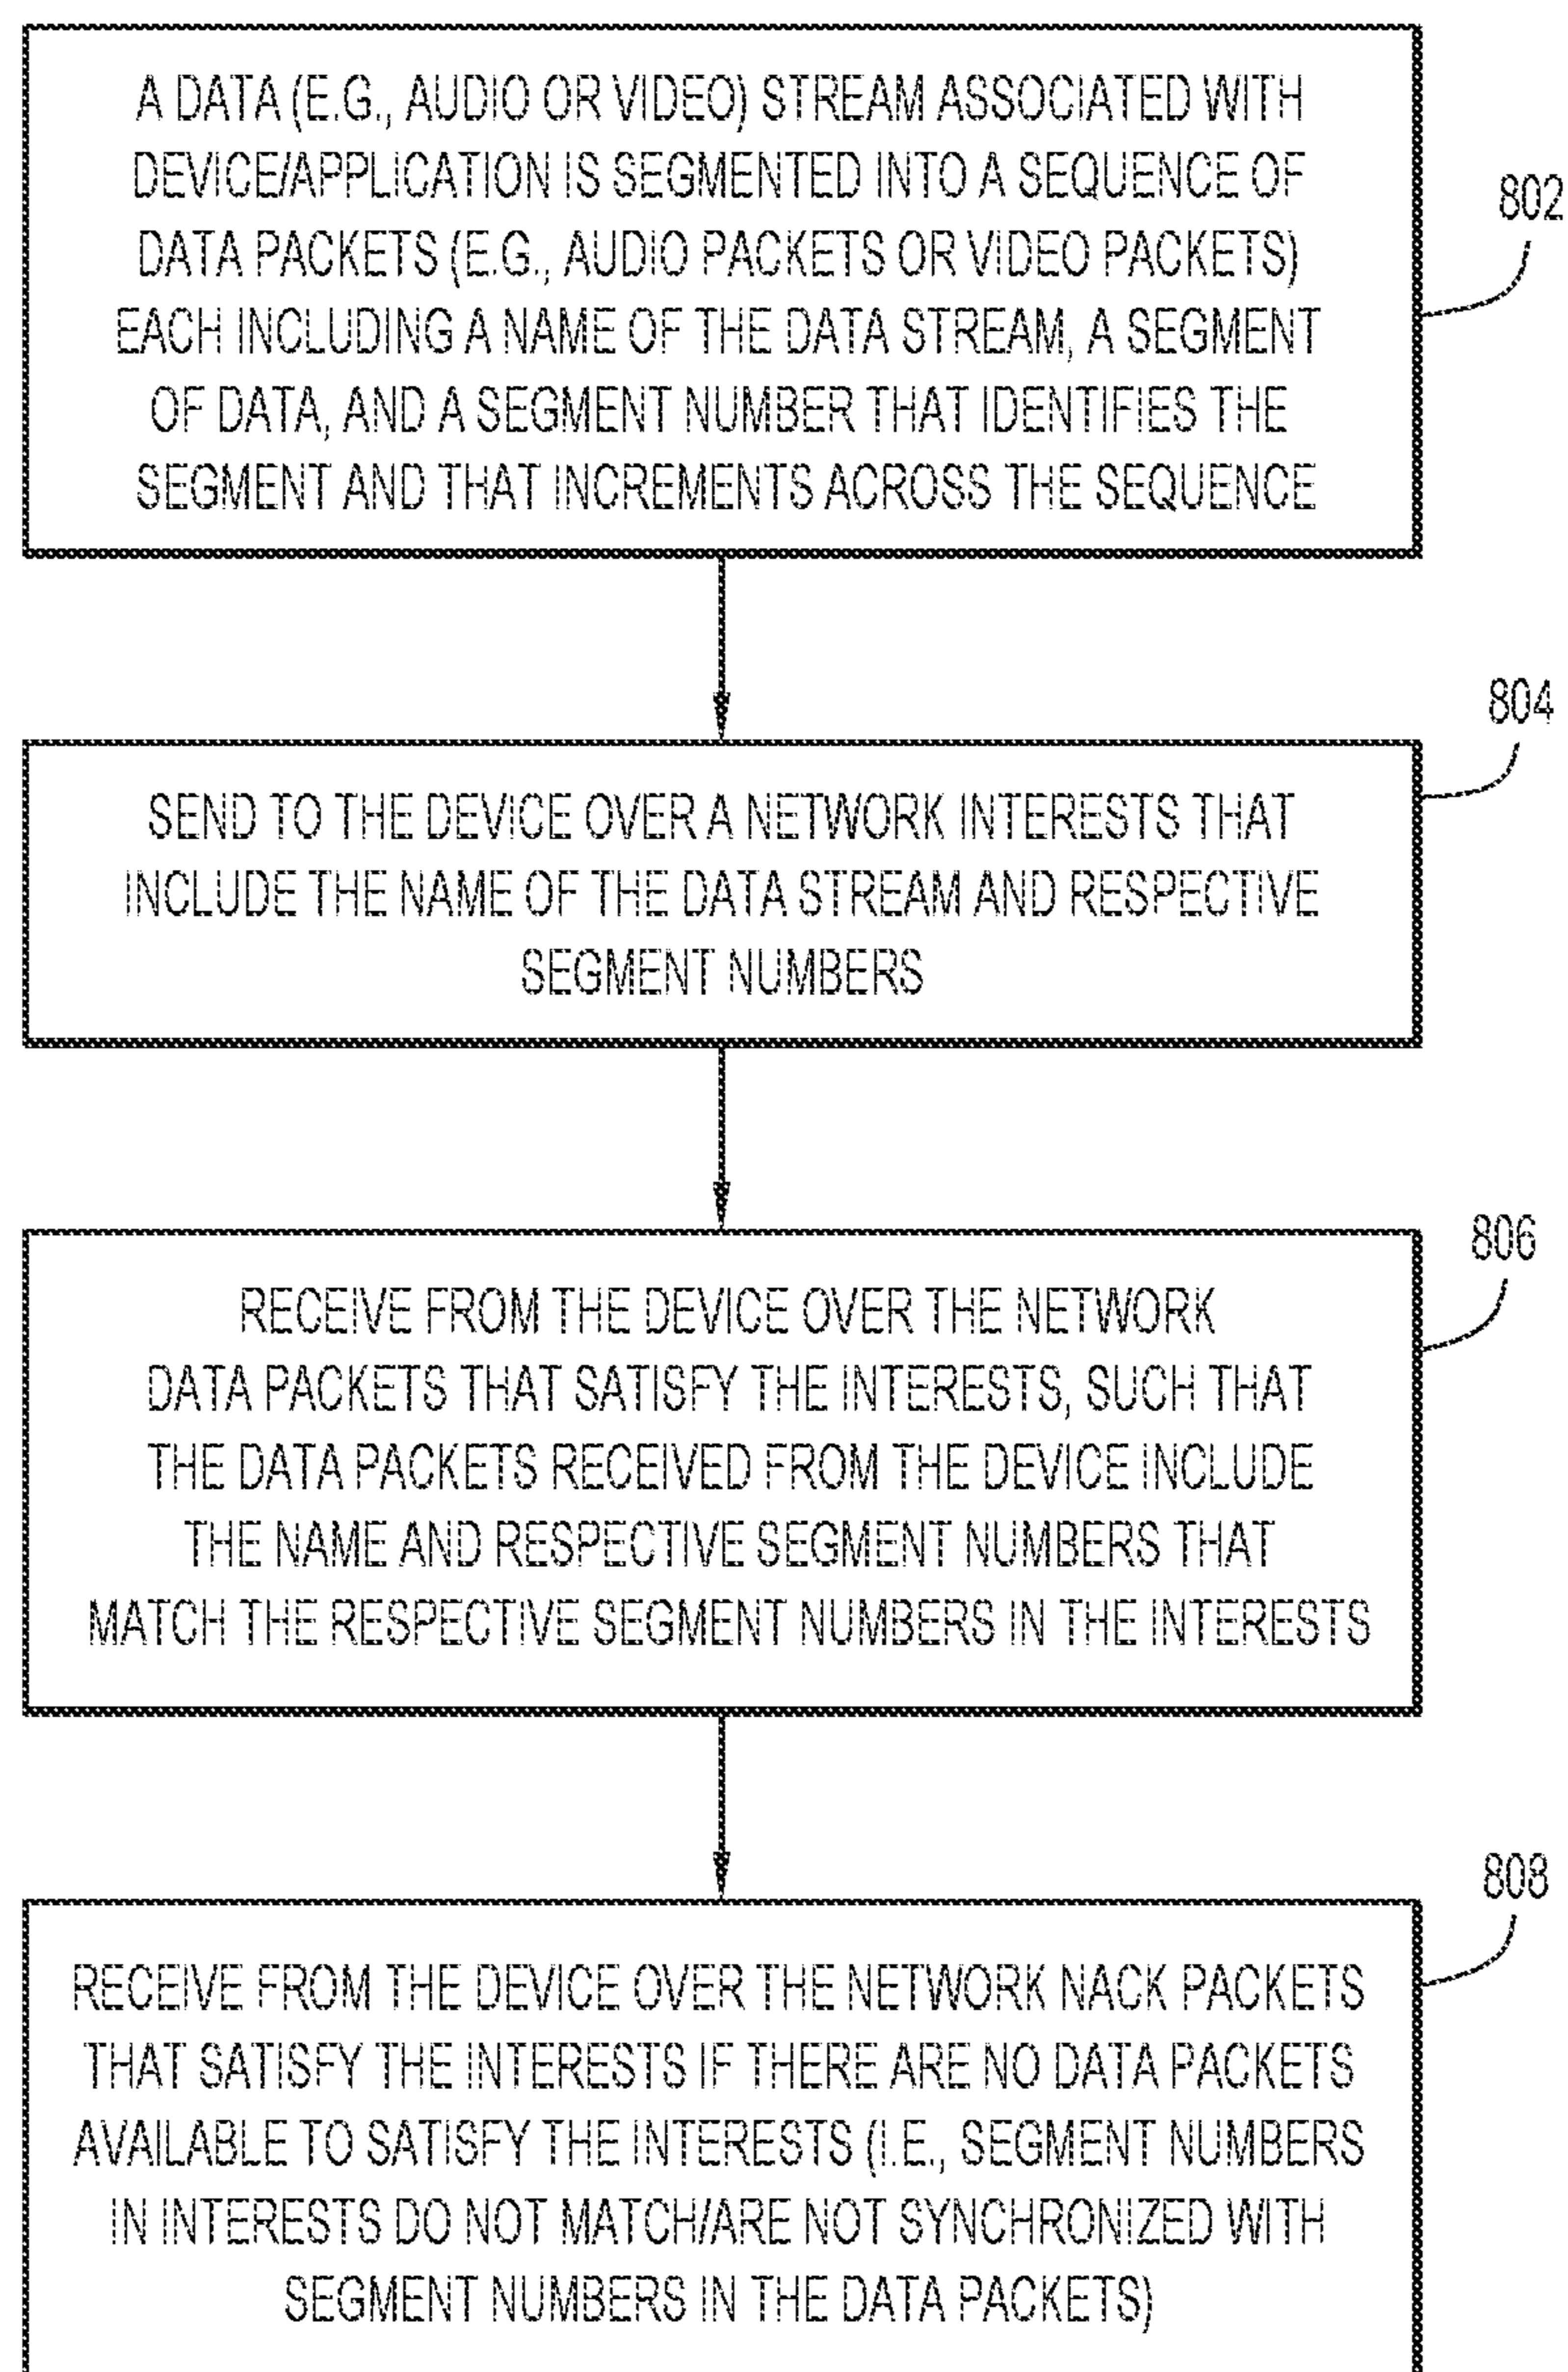 A DATA (E.G., AUDIO OR VIDEO) STREAM ASSOCIATED WITH
DEVICE/APPLICATION IS SEGMENTED INTO A SEQUENCE OF
DATA PACKETS (E.G., AUDIO PACKETS OR VIDEO PACKETS)
EACH INCLUDING A NAME OF THE DATA STREAM, A SEGMENT
OF DATA, AND A SEGMENT NUMBER THAT IDENTIFIES THE
SEGMENT AND THAT INCREMENTS ACROSS THE SEQUENCE
802
804
SEND TO THE DEVICE OVER A NETWORK INTERESTS THAT
INCLUDE THE NAME OF THE DATA STREAM AND RESPECTIVE
SEGMENT NUMBERS
806
RECEIVE FROM THE DEVICE OVER THE NETWORK
DATA PACKETS THAT SATISFY THE INTERESTS, SUCH THAT
THE DATA PACKETS RECEIVED FROM THE DEVICE INCLUDE
THE NAME AND RESPECTIVE SEGMENT NUMBERS THAT
MATCH THE RESPECTIVE SEGMENT NUMBERS IN THE INTERESTS
808
RECEIVE FROM THE DEVICE OVER THE NETWORK NACK PACKETS
THAT SATISFY THE INTERESTS IF THERE ARE NO DATA PACKETS
AVAILABLE TO SATISFY THE INTERESTS (I.E., SEGMENT NUMBERS
IN INTERESTS DO NOT MATCH/ARE NOT SYNCHRONIZED WITH
SEGMENT NUMBERS IN THE DATA PACKETS)